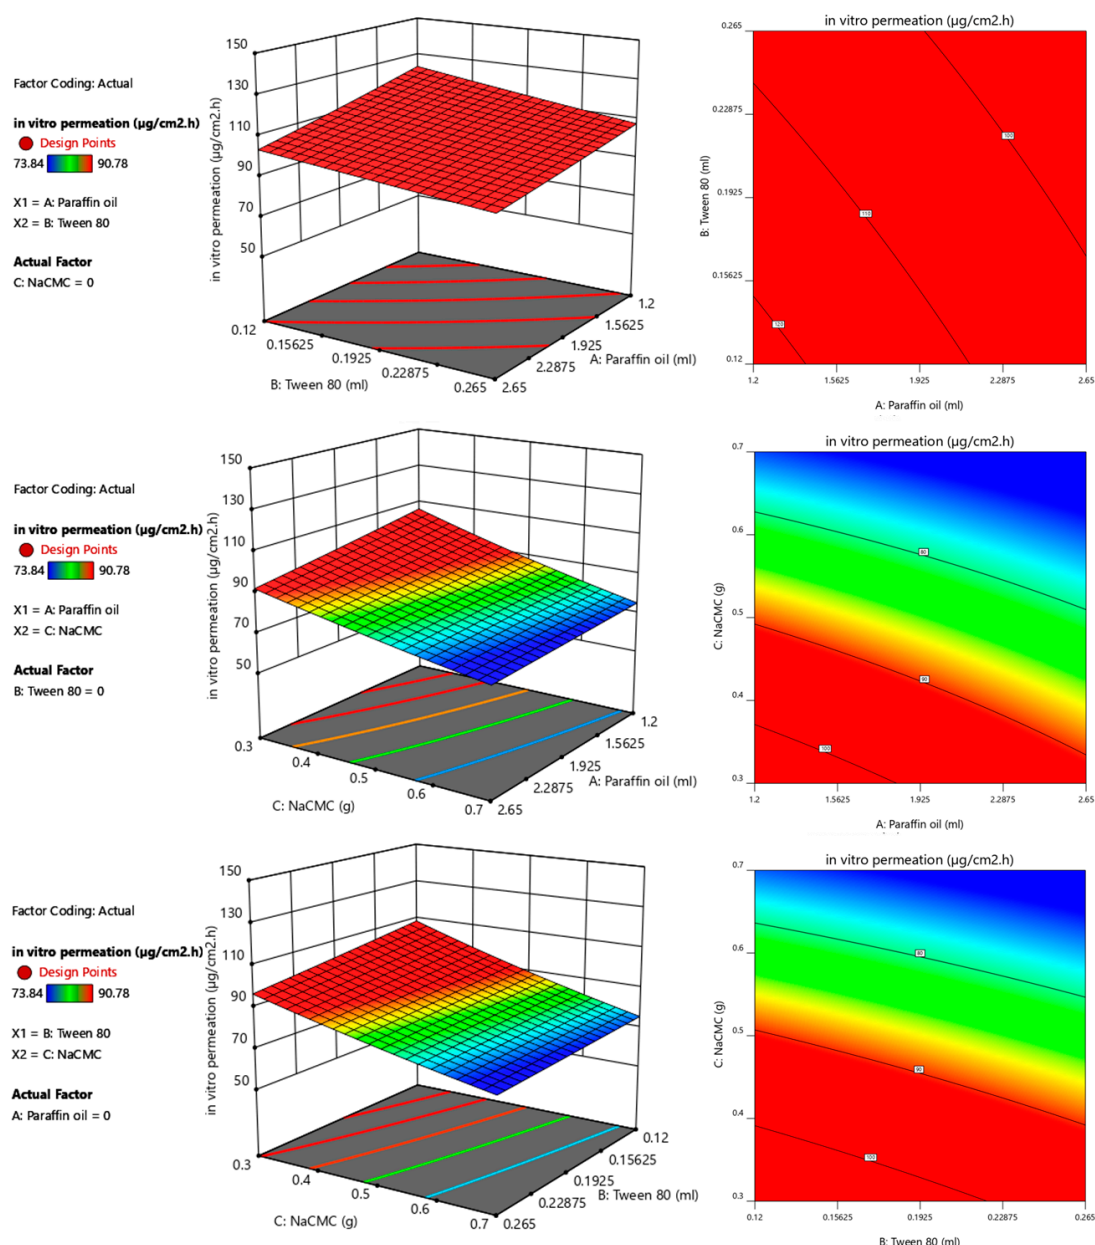 Factor Coding: Actual
in vitro permeation (µg/cm2.h)
Design Points
73.84 90.78
X1 = A: Paraffin oil
X2 = B: Tween 80
Actual Factor
C: NaCMC = 0
in vitro permeation (µg/cm2.h)
150
130
110
90
70
50
0.12
0.15625
0.1925
0.22875
0.265
B: Tween 80 (ml)
2.65
2.2875
1.925
1.5625
1.2
A: Paraffin oil (ml)
in vitro permeation (µg/cm2.h)
B: Tween 80 (ml)
0.265
0.22875
0.1925
0.15625
0.12
100
110
120
1.2
1.5625
1.925
2.2875
2.65
A: Paraffin oil (ml)
Factor Coding: Actual
in vitro permeation (µg/cm2.h)
Design Points
73.84 90.78
X1 = A: Paraffin oil
X2 = C: NaCMC
Actual Factor
B: Tween 80 = 0
in vitro permeation (µg/cm2.h)
150
130
110
90
70
50
0.3
0.4
0.5
0.6
0.7
C: NaCMC (g)
2.65
2.2875
1.925
1.5625
1.2
A: Paraffin oil (ml)
in vitro permeation (µg/cm2.h)
C: NaCMC (g)
0.7
0.6
0.5
0.4
0.3
80
90
100
1.2
1.5625
1.925
2.2875
2.65
A: Paraffin oil (ml)
Factor Coding: Actual
in vitro permeation (µg/cm2.h)
Design Points
73.84 90.78
X1 = B: Tween 80
X2 = C: NaCMC
Actual Factor
A: Paraffin oil = 0
in vitro permeation (µg/cm2.h)
150
130
110
90
70
50
0.3
0.4
0.5
0.6
0.7
C: NaCMC (g)
0.265
0.22875
0.1925
0.15625
0.12
B: Tween 80 (ml)
in vitro permeation (µg/cm2.h)
C: NaCMC (g)
0.7
0.6
0.5
0.4
0.3
80
90
100
0.12
0.15625
0.1925
0.22875
0.265
B: Tween 80 (ml)